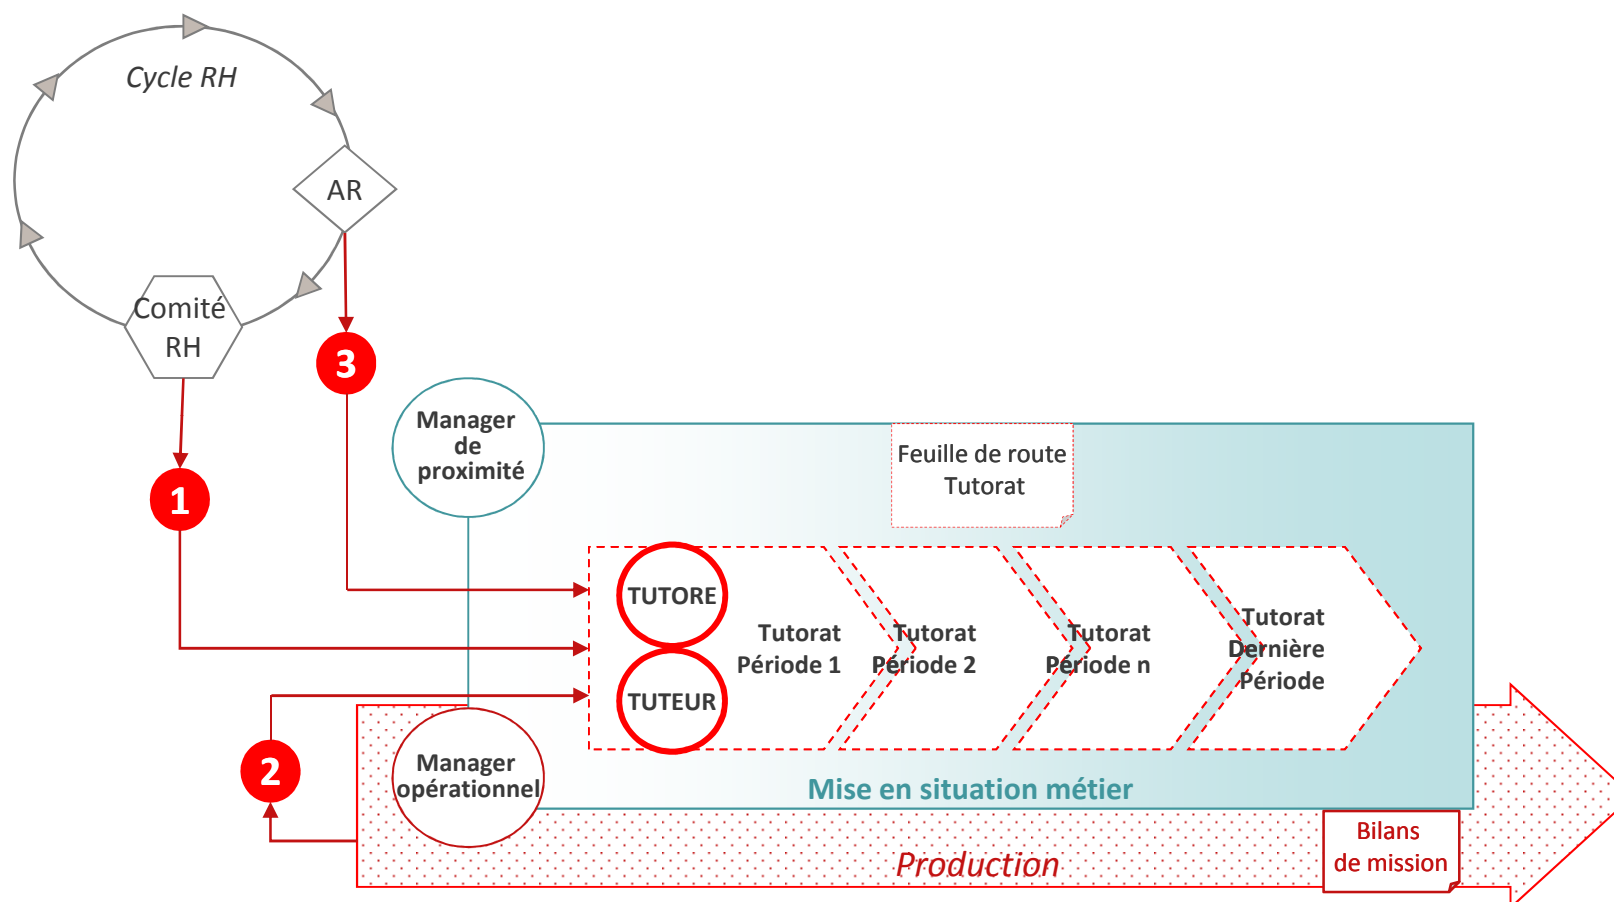 Cycle RH
AR
Comité
RH
3
1
Manager
de
proximité
Feuille de route
Tutorat
TUTORE
Tutorat
Période 1
Tutorat
Période 2
Tutorat
Période n
Tutorat
Dernière
Période
TUTEUR
2
Manager
opérationnel
Mise en situation métier
Production
Bilans
de mission